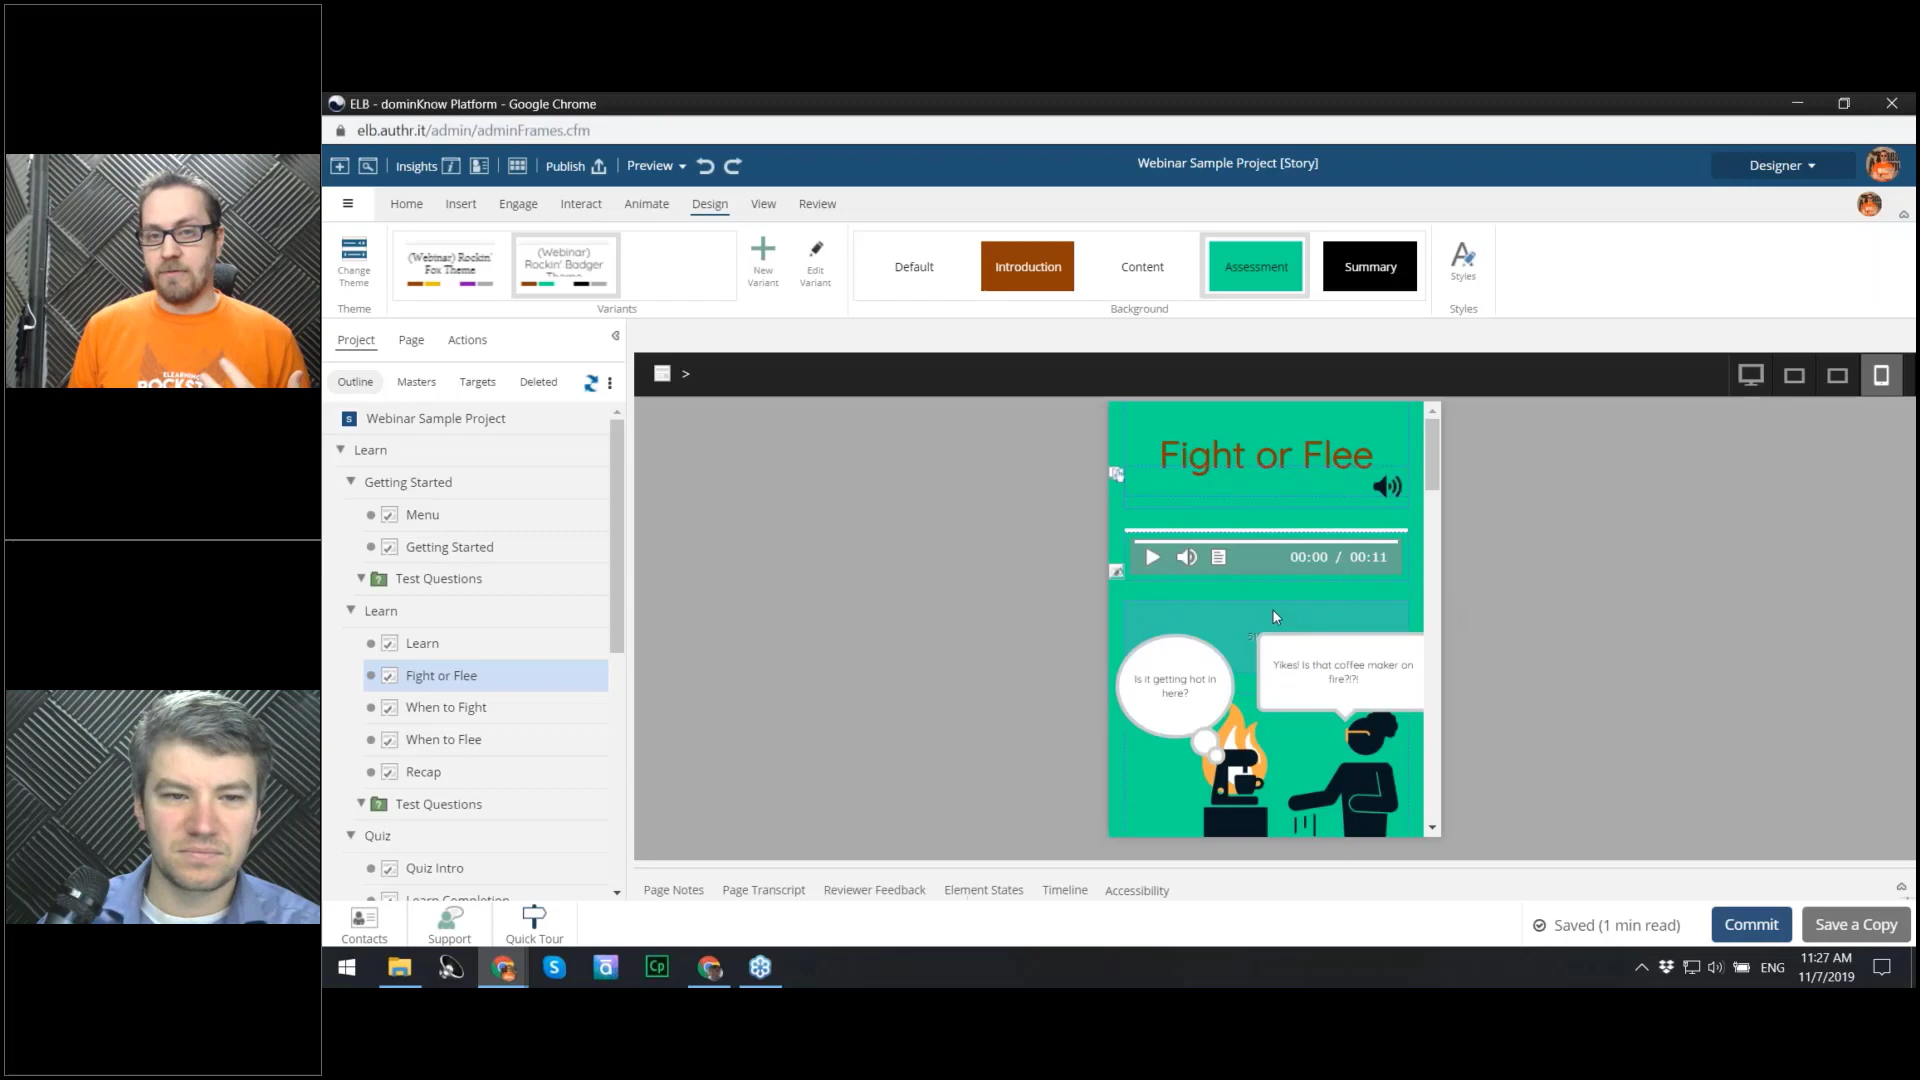 ELB - dominKnow Platform - Google Chrome
elb.authr.it/admin/adminFrames.cfm
Insights
Publish
Preview
Webinar Sample Project [Story]
Designer
Home
Insert
Engage
Interact
Animate
Design
View
Review
Change
Theme
Theme
(Webinar) Rockin'
Fox Theme
(Webinar)
Rockin' Badger
Theme
Variants
New
Variant
Edit
Variant
Default
Introduction
Content
Assessment
Summary
Background
Styles
Styles
Project
Page
Actions
Outline
Masters
Targets
Deleted
>
S
Webinar Sample Project
Learn
Getting Started
Menu
Getting Started
Test Questions
Learn
Learn
Fight or Flee
When to Fight
When to Flee
Recap
Test Questions
Quiz
Quiz Intro
Learn Completion
Fight or Flee
00:00 / 00:11
Is it getting hot in
here?
Yikes! Is that coffee maker on
fire?!?!
Page Notes
Page Transcript
Reviewer Feedback
Element States
Timeline
Accessibility
Contacts
Support
Quick Tour
Saved (1 min read)
Commit
Save a Copy
Cp
ENG
11:27 AM
11/7/2019
ELEARNING
ROCKST